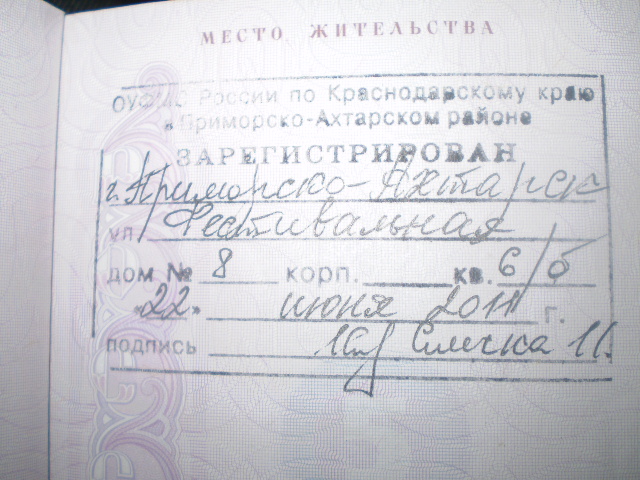 МЕСТО ЖИТЕЛЬСТВА
ОУФМС России по Краснодарскому краю
в Приморско-Ахтарском районе
ЗАРЕГИСТРИРОВАН
г. Приморско-Ахтарск
ул. Фестивальная
дом № 8 корп. кв. 6/б
"22" июня 2011 г.
подпись